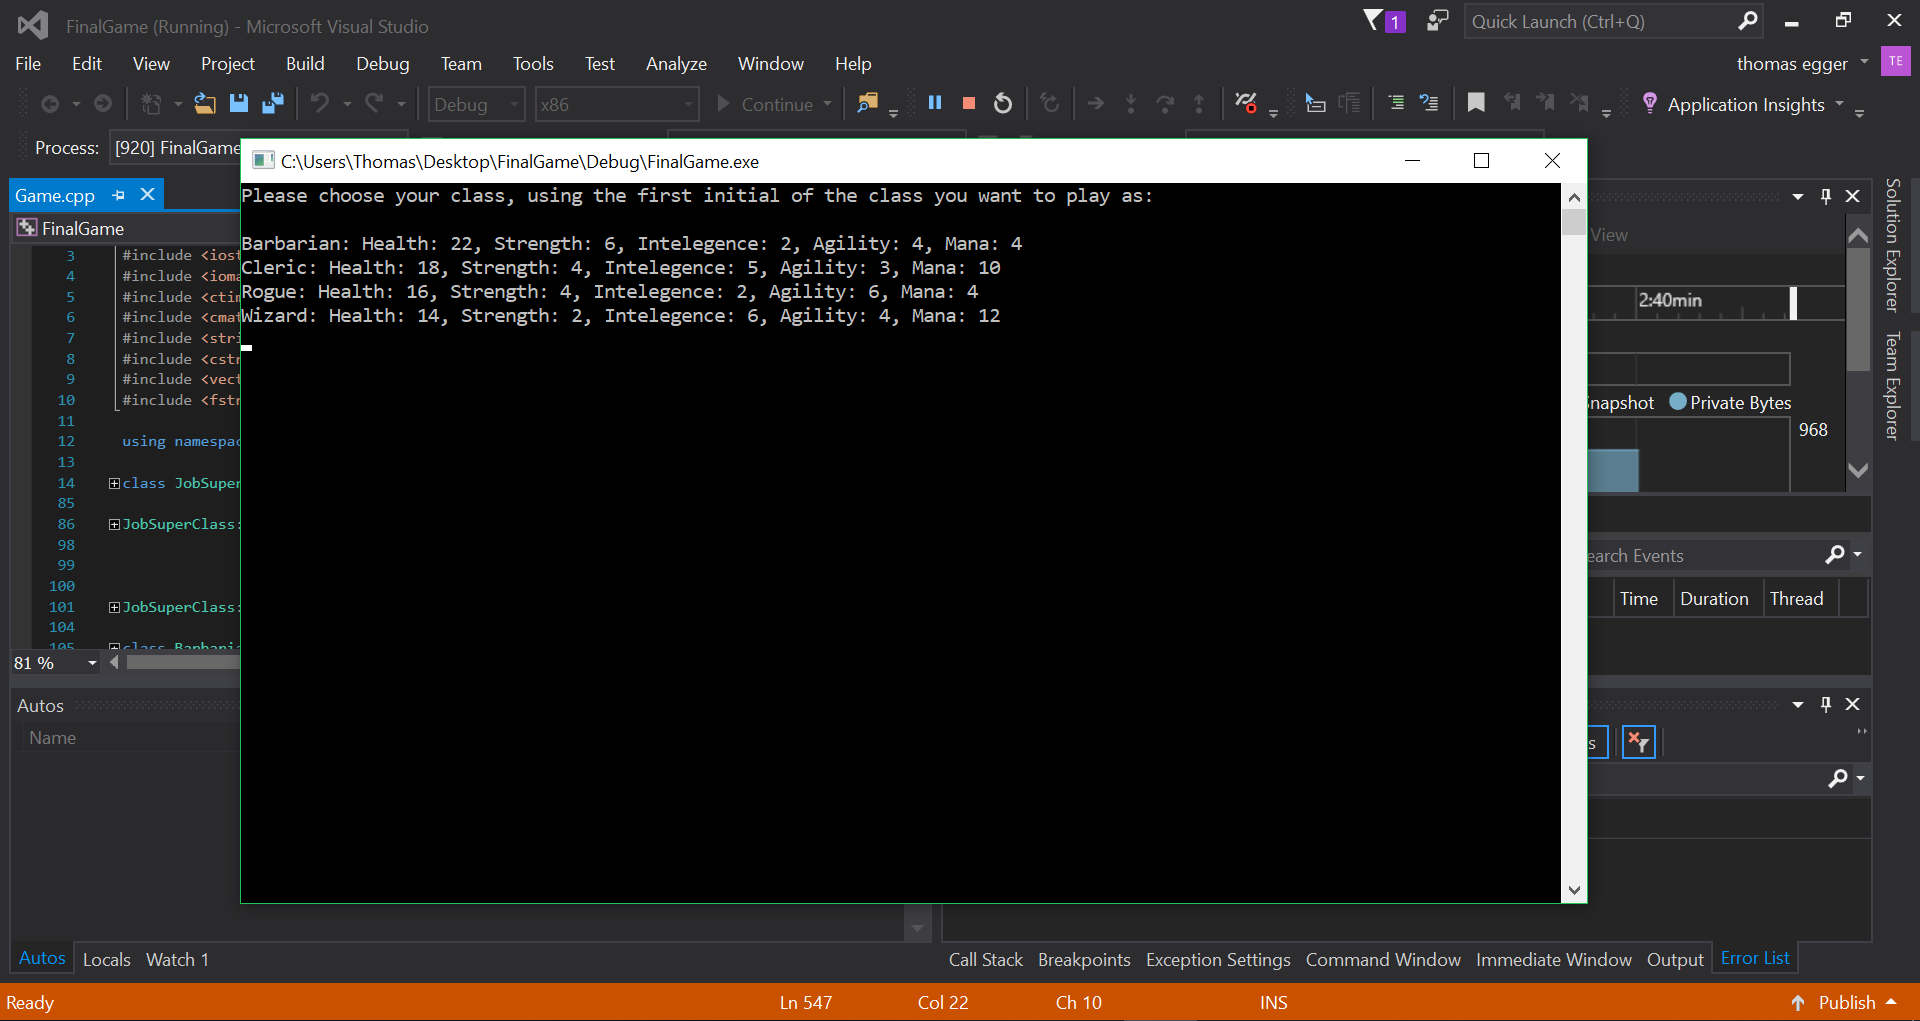 FinalGame (Running) - Microsoft Visual Studio
1
Quick Launch (Ctrl+Q)
File Edit View Project Build Debug Team Tools Test Analyze Window Help
thomas egger TE
Debug x86 Continue Application Insights
Process: [920] FinalGame
C:\Users\Thomas\Desktop\FinalGame\Debug\FinalGame.exe
Please choose your class, using the first initial of the class you want to play as:
Barbarian: Health: 22, Strength: 6, Intelegence: 2, Agility: 4, Mana: 4
Cleric: Health: 18, Strength: 4, Intelegence: 5, Agility: 3, Mana: 10
Rogue: Health: 16, Strength: 4, Intelegence: 2, Agility: 6, Mana: 4
Wizard: Health: 14, Strength: 2, Intelegence: 6, Agility: 4, Mana: 12
Game.cpp
FinalGame
3 #include <iost
4 #include <ioma
5 #include <ctim
6 #include <cmat
7 #include <stri
8 #include <cstr
9 #include <vect
10 #include <fstr
11
12 using namespac
13
14 class JobSuper
85
86 JobSuperClass:
98
99
100
101 JobSuperClass:
104
105 class Barbaria
81 %
View
2:40min
Snapshot Private Bytes
968
earch Events
Time Duration Thread
Solution Explorer
Team Explorer
Autos
Name
s
Autos Locals Watch 1
Call Stack Breakpoints Exception Settings Command Window Immediate Window Output Error List
Ready Ln 547 Col 22 Ch 10 INS Publish